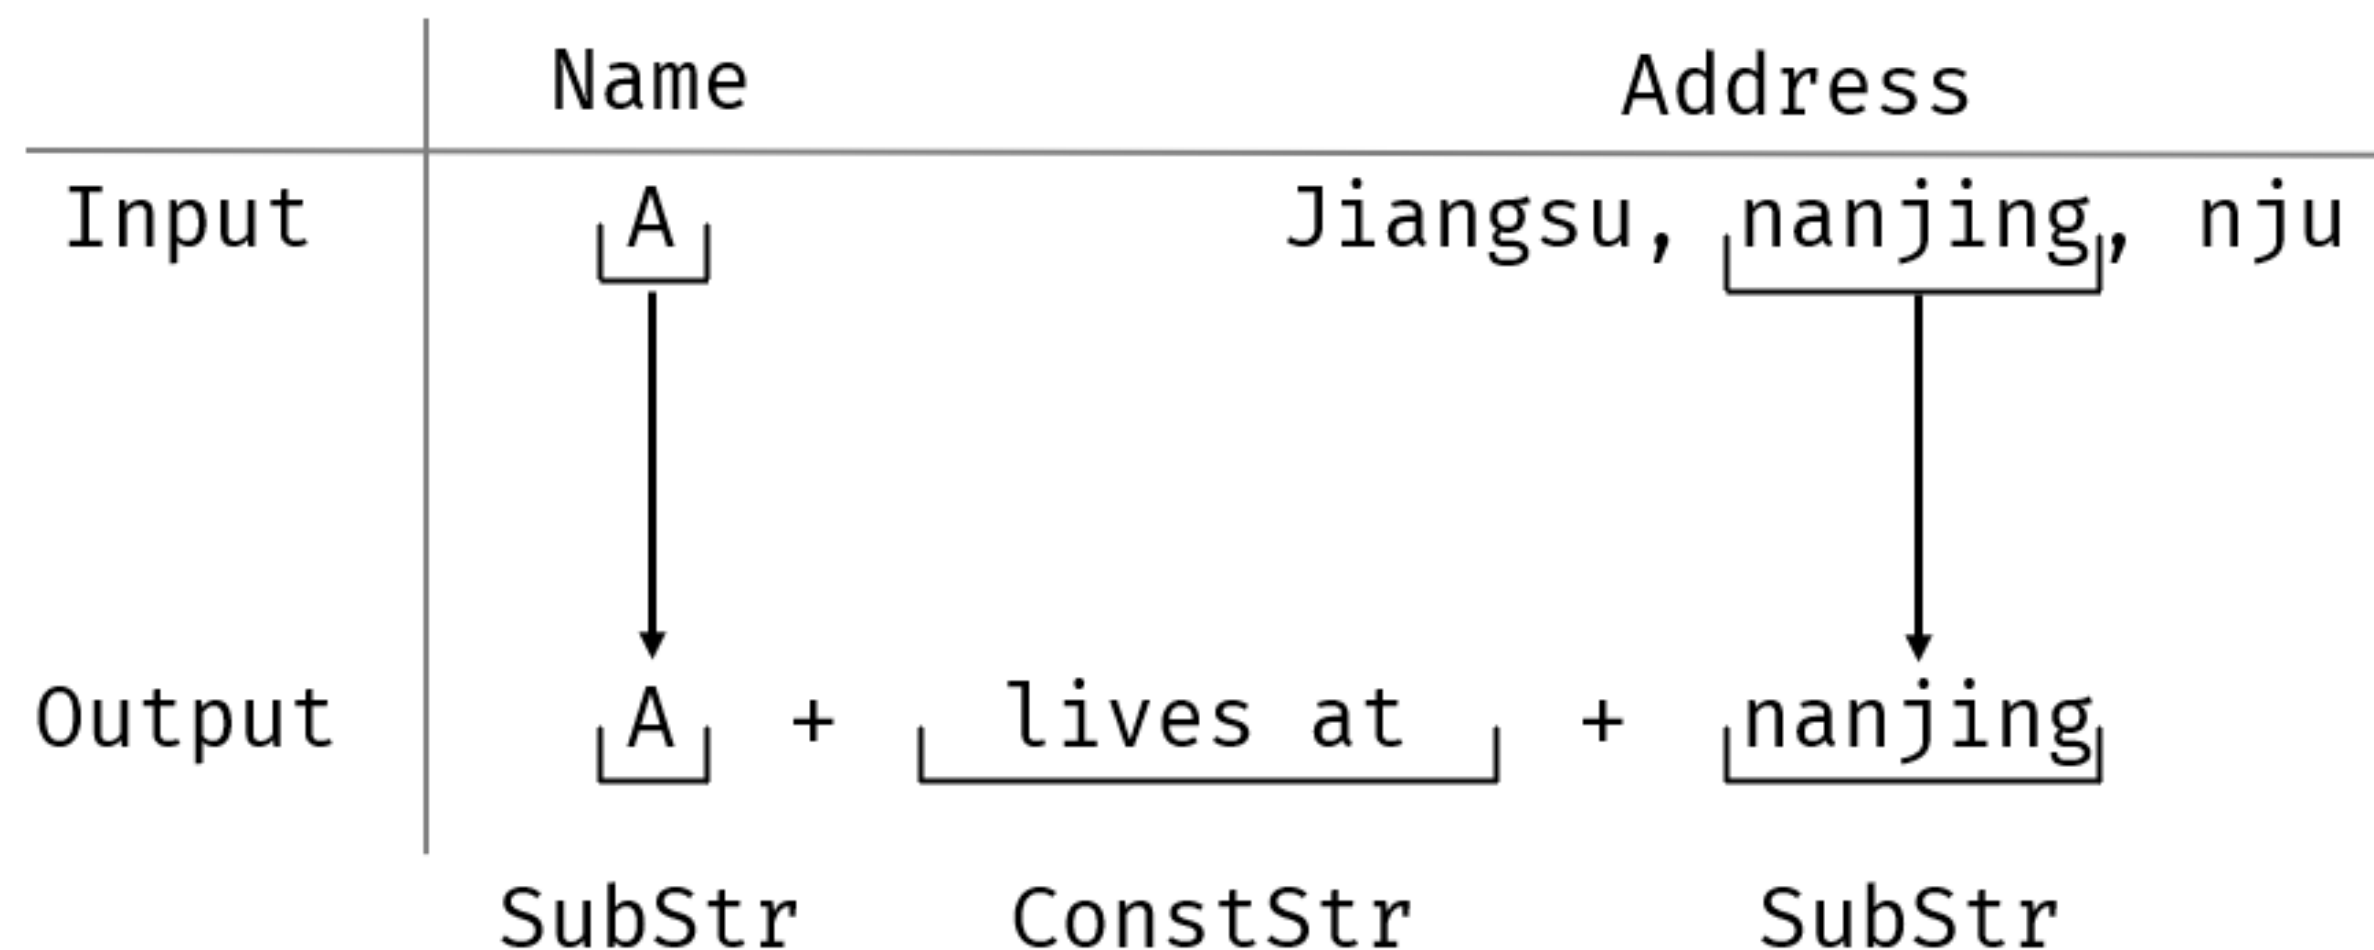 Name Address
Input A Jiangsu, nanjing, nju
Output A + lives at + nanjing
SubStr ConstStr SubStr